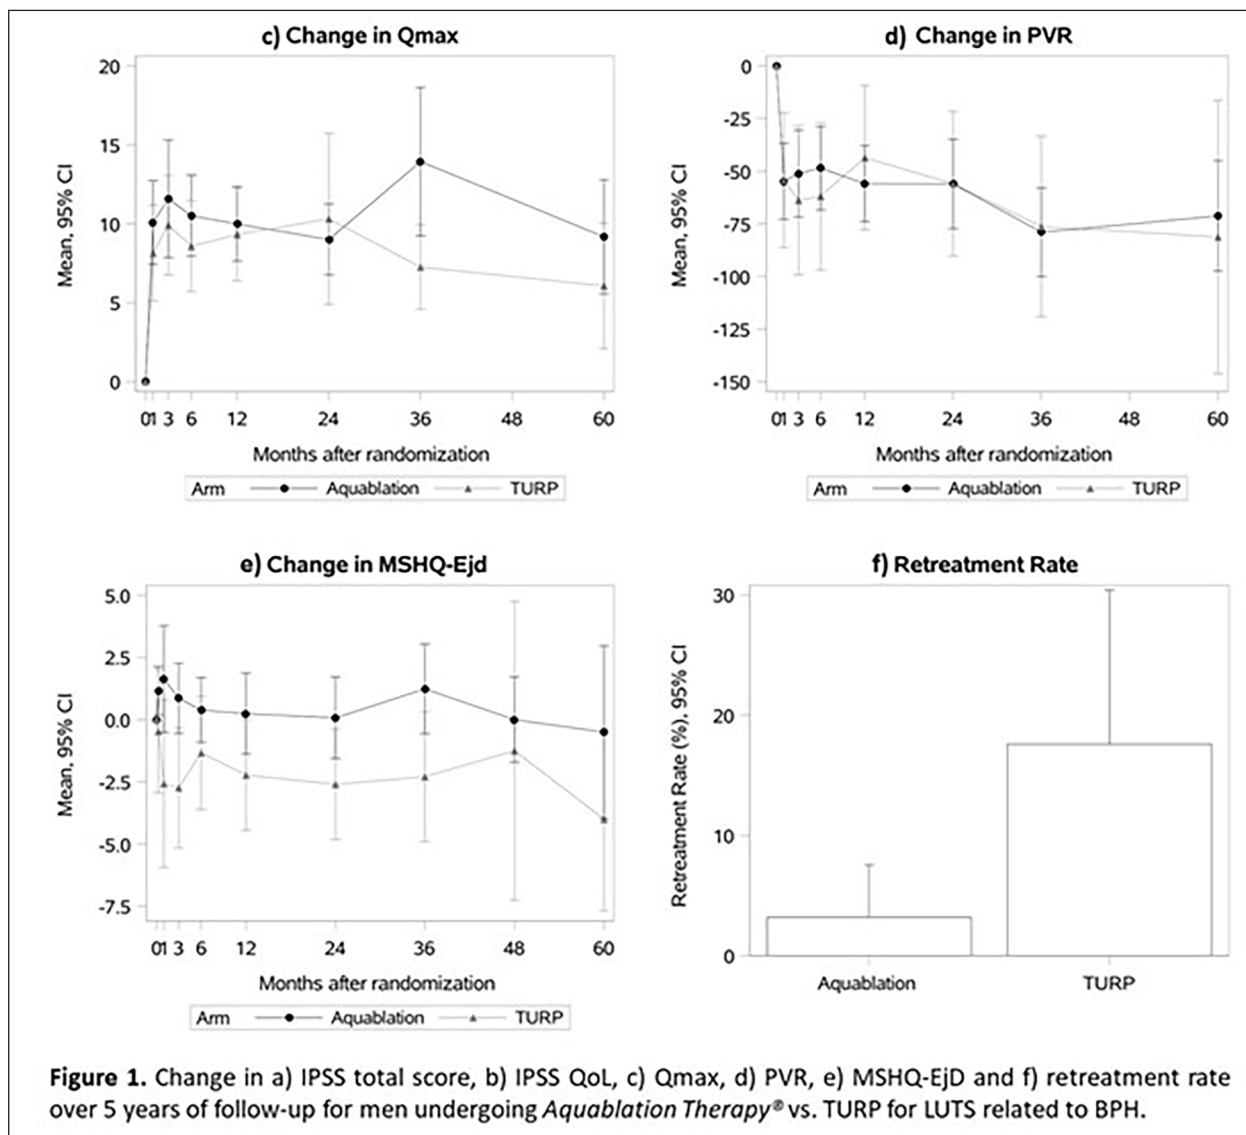 c) Change in Qmax
Mean, 95% CI
20
15
10
5
0
0 1 3 6 12 24 36 48 60
Months after randomization
Arm Aquablation TURP
d) Change in PVR
Mean, 95% CI
0
-25
-50
-75
-100
-125
-150
0 1 3 6 12 24 36 48 60
Months after randomization
Arm Aquablation TURP
e) Change in MSHQ-Ejd
Mean, 95% CI
5.0
2.5
0.0
-2.5
-5.0
-7.5
0 1 3 6 12 24 36 48 60
Months after randomization
Arm Aquablation TURP
f) Retreatment Rate
Retreatment Rate (%), 95% CI
30
20
10
0
Aquablation TURP
Figure 1. Change in a) IPSS total score, b) IPSS QoL, c) Qmax, d) PVR, e) MSHQ-EjD and f) retreatment rate
over 5 years of follow-up for men undergoing Aquablation Therapy® vs. TURP for LUTS related to BPH.